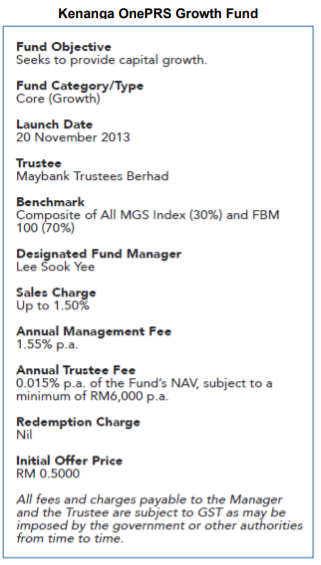 Kenanga OnePRS Growth Fund
Fund Objective
Seeks to provide capital growth.
Fund Category/Type
Core (Growth)
Launch Date
20 November 2013
Trustee
Maybank Trustees Berhad
Benchmark
Composite of All MGS Index (30%) and FBM
100 (70%)
Designated Fund Manager
Lee Sook Yee
Sales Charge
Up to 1.50%
Annual Management Fee
1.55% p.a.
Annual Trustee Fee
0.015% p.a. of the Fund's NAV, subject to a
minimum of RM6,000 p.a.
Redemption Charge
Nil
Initial Offer Price
RM 0.5000
All fees and charges payable to the Manager
and the Trustee are subject to GST as may be
imposed by the government or other authorities
from time to time.